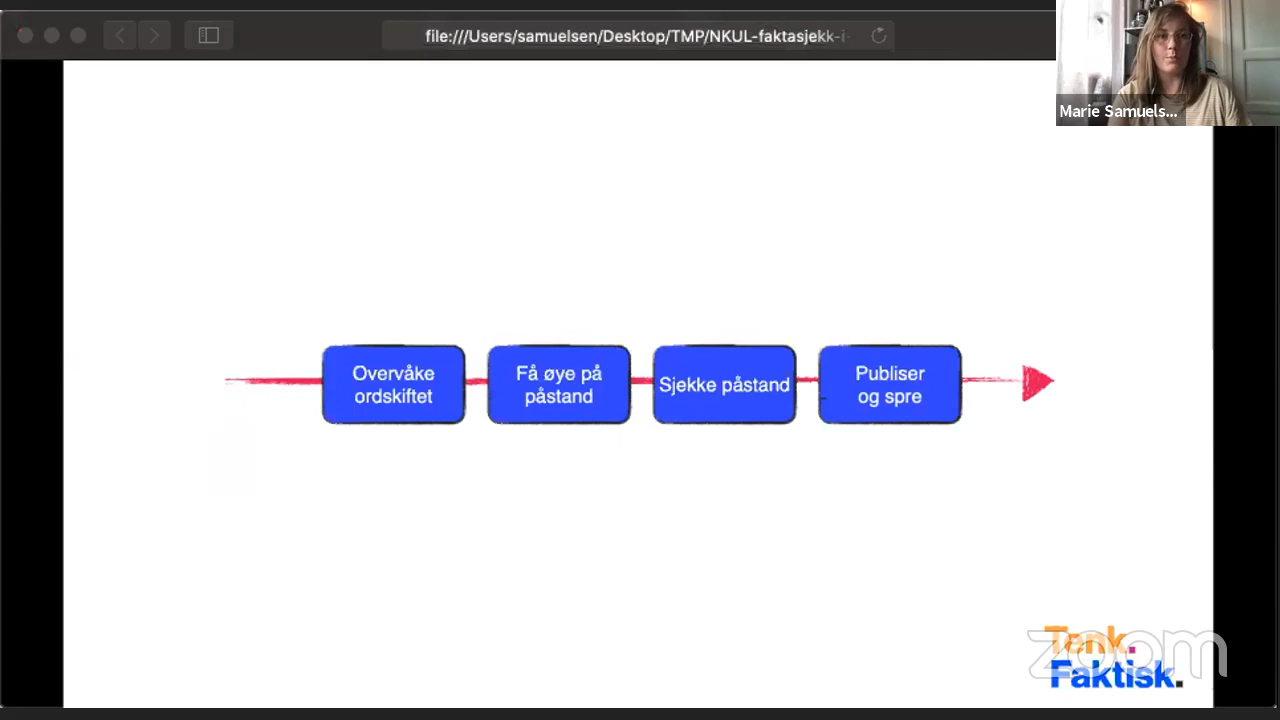 file:///Users/samuelsen/Desktop/TMP/NKUL-faktasjekk-i-
Marie Samuels...
Overvåke
ordskiftet
Få øye på
påstand
Sjekke påstand
Publiser
og spre
Tenk.
Faktisk.
zoom